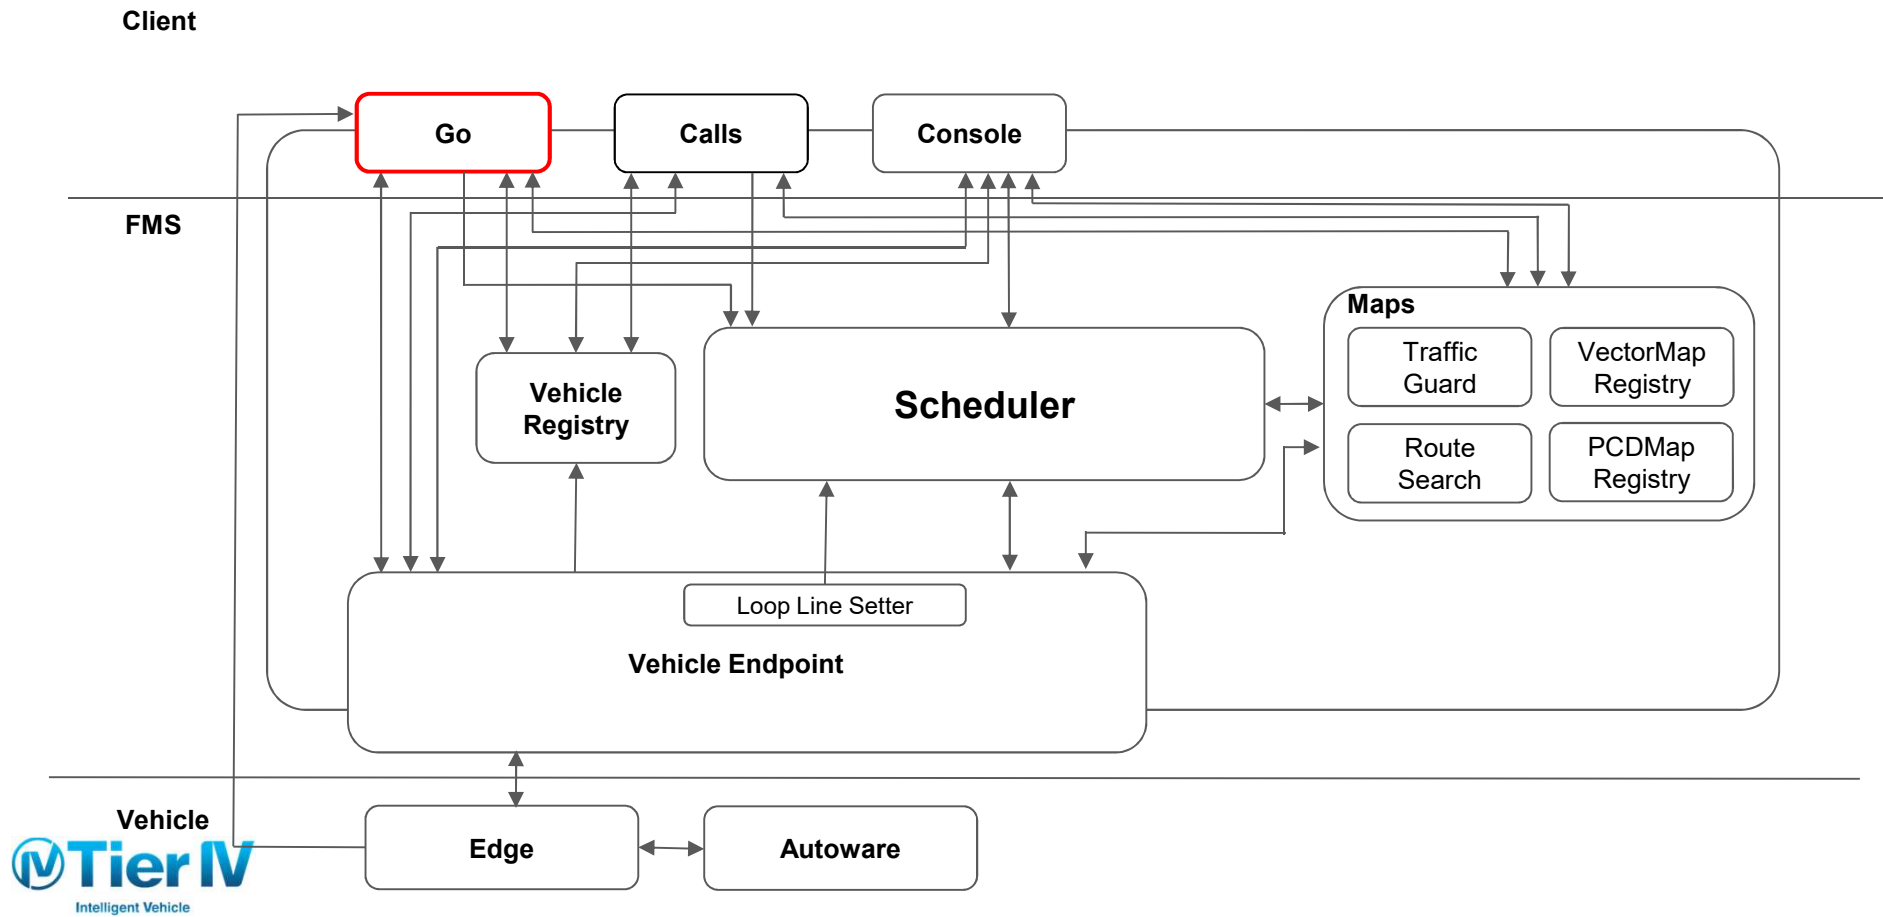 Client
Go
Calls
Console
FMS
Maps
Traffic
Guard
VectorMap
Registry
Route
Search
PCDMap
Registry
Vehicle
Registry
Scheduler
Loop Line Setter
Vehicle Endpoint
Vehicle
Edge
Autoware
IV Tier IV
Intelligent Vehicle